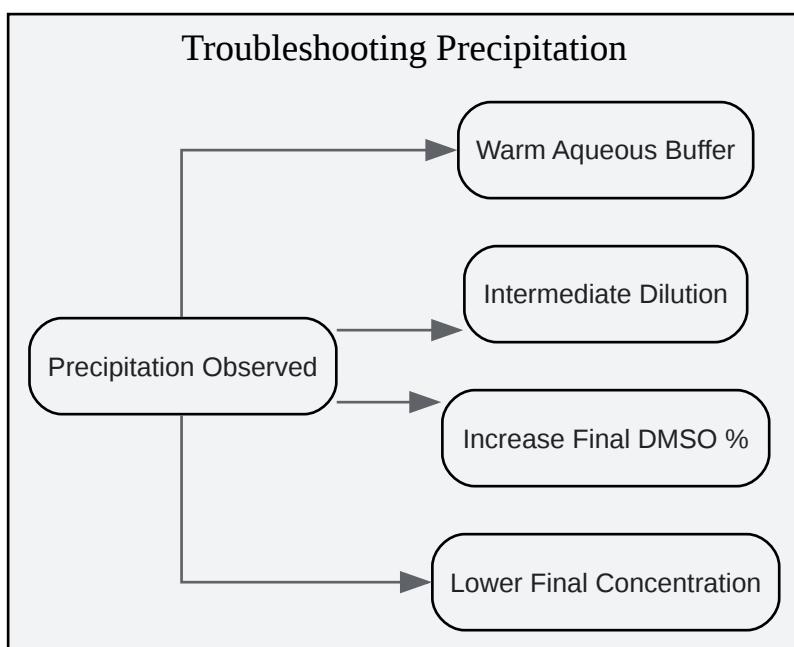 Troubleshooting Precipitation
Warm Aqueous Buffer
Intermediate Dilution
Precipitation Observed
Increase Final DMSO %
Lower Final Concentration